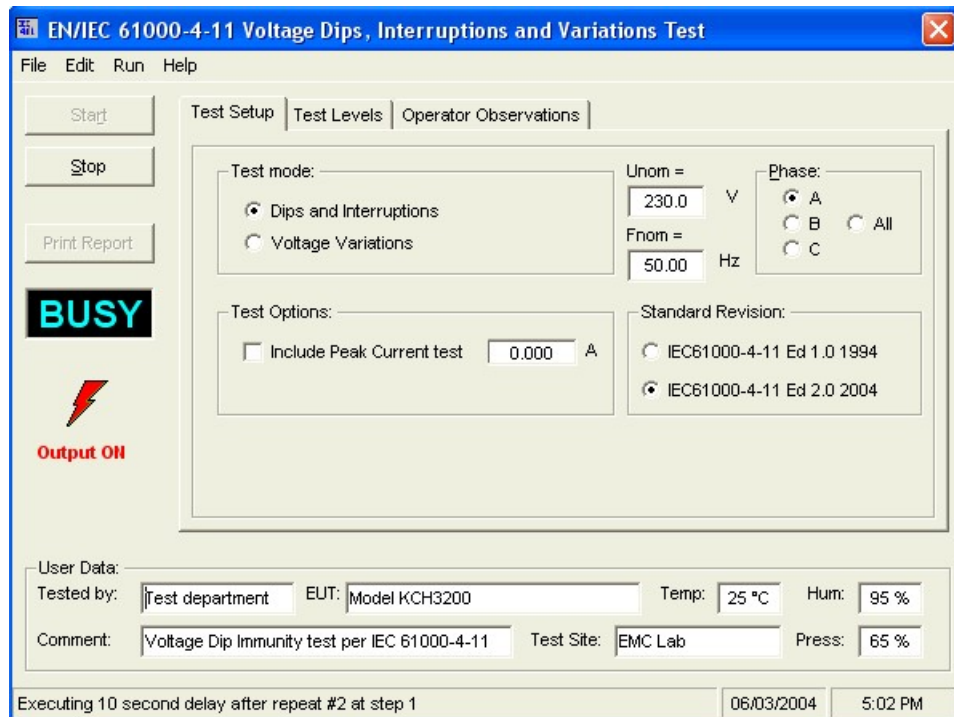 EN/IEC 61000-4-11 Voltage Dips, Interruptions and Variations Test
File Edit Run Help
Start
Stop
Print Report
BUSY
Output ON
Test Setup Test Levels Operator Observations
Test mode:
Dips and Interruptions
Voltage Variations
Unom =
230.0 V
Fnom =
50.00 Hz
Phase:
A
B All
C
Test Options:
Include Peak Current test 0.000 A
Standard Revision:
IEC61000-4-11 Ed 1.0 1994
IEC61000-4-11 Ed 2.0 2004
User Data:
Tested by: Test department EUT: Model KCH3200 Temp: 25 °C Hum: 95 %
Comment: Voltage Dip Immunity test per IEC 61000-4-11 Test Site: EMC Lab Press: 65 %
Executing 10 second delay after repeat #2 at step 1 06/03/2004 5:02 PM